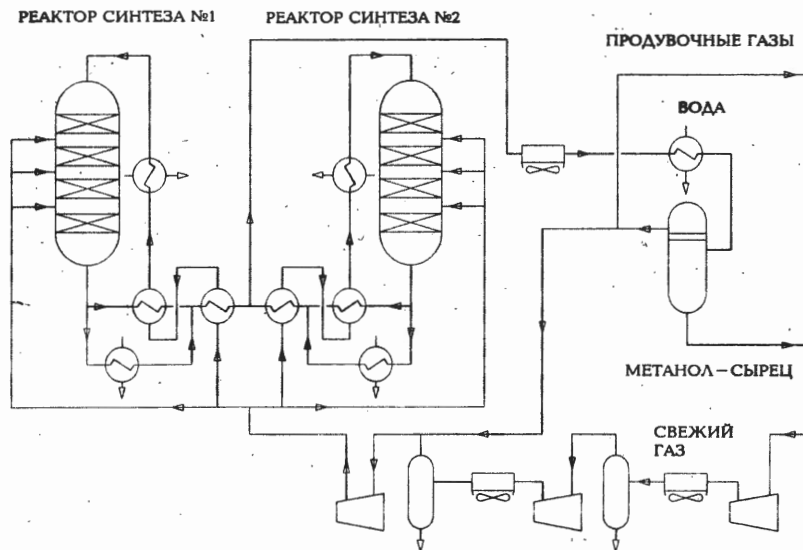 РЕАКТОР СИНТЕЗА №1
РЕАКТОР СИНТЕЗА №2
ПРОДУВОЧНЫЕ ГАЗЫ
ВОДА
МЕТАНОЛ-СЫРЕЦ
СВЕЖИЙ
ГАЗ